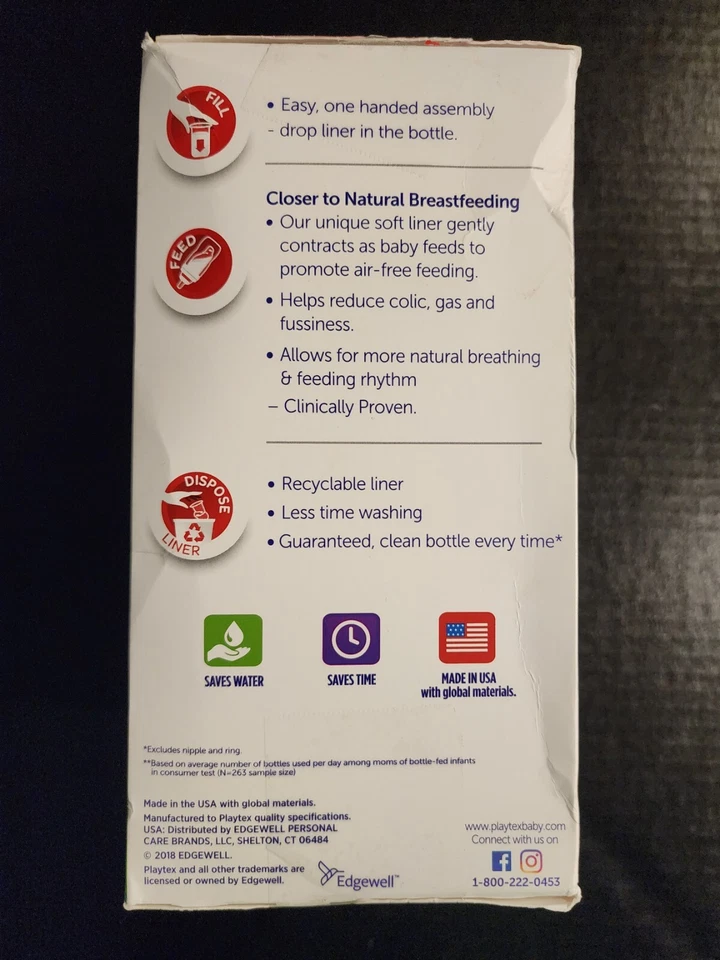 FILL
• Easy, one handed assembly
- drop liner in the bottle.
FEED
Closer to Natural Breastfeeding
• Our unique soft liner gently
contracts as baby feeds to
promote air-free feeding.
• Helps reduce colic, gas and
fussiness.
• Allows for more natural breathing
& feeding rhythm
– Clinically Proven.
DISPOSE
LINER
• Recyclable liner
• Less time washing
• Guaranteed, clean bottle every time*
SAVES WATER
SAVES TIME
MADE IN USA
with global materials.
*Excludes nipple and ring.
**Based on average number of bottles used per day among moms of bottle-fed infants
in consumer test (N=263 sample size)
Made in the USA with global materials.
Manufactured to Playtex quality specifications.
USA: Distributed by EDGEWELL PERSONAL
CARE BRANDS, LLC, SHELTON, CT 06484
© 2018 EDGEWELL.
Playtex and all other trademarks are
licensed or owned by Edgewell.
Edgewell™
www.playtexbaby.com
Connect with us on
1-800-222-0453